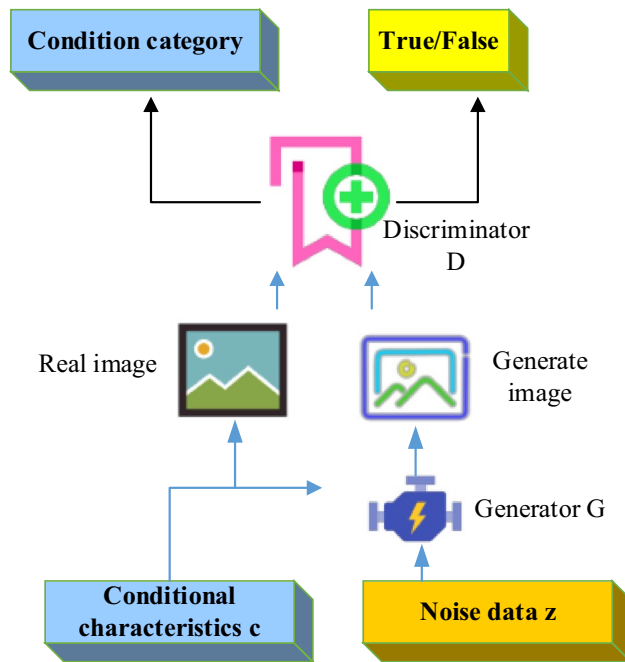 Condition category
True/False
Discriminator
D
Real image
Generate
image
Generator G
Conditional
characteristics c
Noise data z